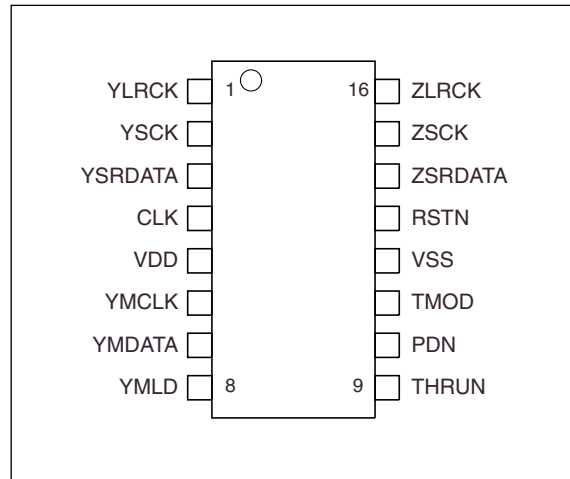 YLRCK 1 16 ZLRCK
YSCK ZSCK
YSRDATA ZSRDATA
CLK RSTN
VDD VSS
YMCLK TMOD
YMDATA PDN
YMLD 8 9 THRUN